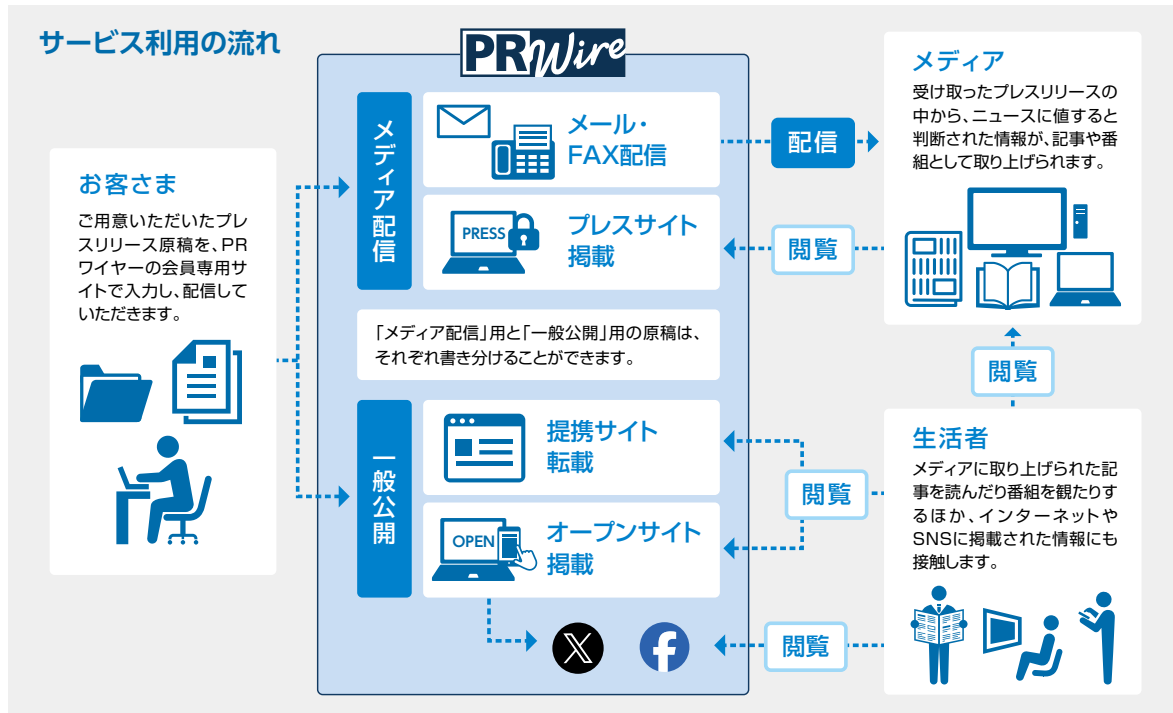 サービス利用の流れ
PRWire
お客さま
ご用意いただいたプレ
スリリース原稿を、PR
ワイヤーの会員専用サ
イトで入力し、配信して
いただきます。
メディア配信
メール・
FAX配信
PRESS
プレスサイト
掲載
「メディア配信」用と「一般公開」用の原稿は、
それぞれ書き分けることができます。
一般公開
提携サイト
転載
OPEN
オープンサイト
掲載
配信
閲覧
メディア
受け取ったプレスリリースの
中から、ニュースに値すると
判断された情報が、記事や番
組として取り上げられます。
閲覧
閲覧
生活者
メディアに取り上げられた記
事を読んだり番組を観たりす
るほか、インターネットや
SNSに掲載された情報にも
接触します。
閲覧